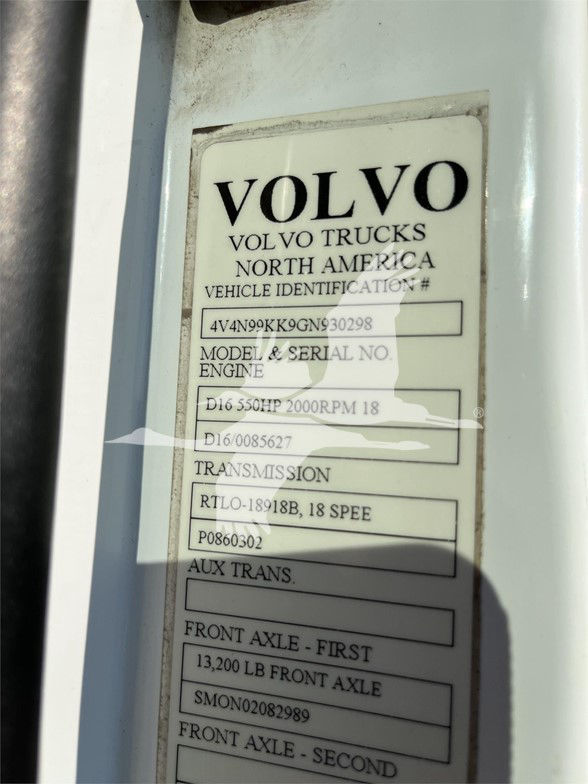 VOLVO
VOLVO TRUCKS
NORTH AMERICA
VEHICLE IDENTIFICATION #
4V4N99KK9GN930298
MODEL & SERIAL NO.
ENGINE
D16 550HP 2000RPM 18
D16/0085627
TRANSMISSION
RTLO-18918B, 18 SPEE
P0860302
AUX TRANS.
FRONT AXLE - FIRST
13,200 LB FRONT AXLE
SMON02082989
FRONT AXLE - SECOND
®